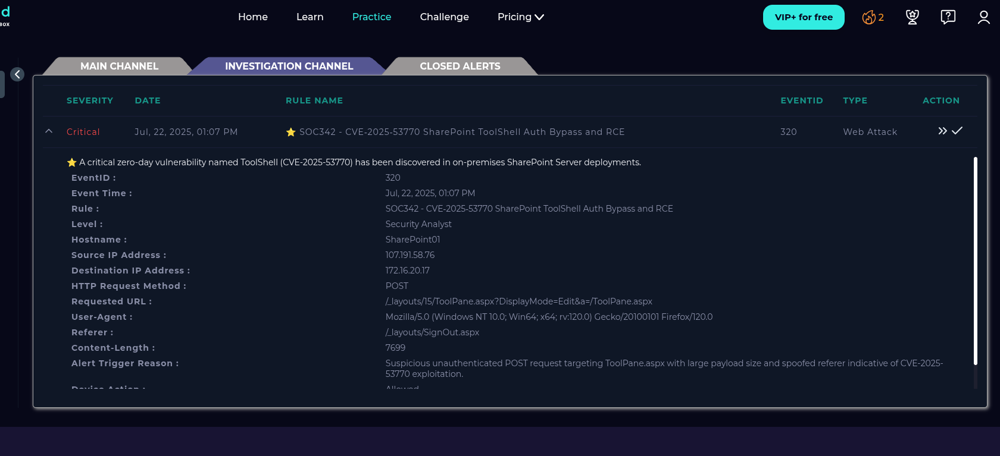 d
BOX
Home Learn Practice Challenge Pricing VIP+ for free 2
MAIN CHANNEL INVESTIGATION CHANNEL CLOSED ALERTS
SEVERITY DATE RULE NAME EVENTID TYPE ACTION
Critical Jul, 22, 2025, 01:07 PM ⭐ SOC342 - CVE-2025-53770 SharePoint ToolShell Auth Bypass and RCE 320 Web Attack
⭐ A critical zero-day vulnerability named ToolShell (CVE-2025-53770) has been discovered in on-premises SharePoint Server deployments.
EventID : 320
Event Time : Jul, 22, 2025, 01:07 PM
Rule : SOC342 - CVE-2025-53770 SharePoint ToolShell Auth Bypass and RCE
Level : Security Analyst
Hostname : SharePoint01
Source IP Address : 107.191.58.76
Destination IP Address : 172.16.20.17
HTTP Request Method : POST
Requested URL : /_layouts/15/ToolPane.aspx?DisplayMode=Edit&a=/ToolPane.aspx
User-Agent : Mozilla/5.0 (Windows NT 10.0; Win64; x64; rv:120.0) Gecko/20100101 Firefox/120.0
Referer : /_layouts/SignOut.aspx
Content-Length : 7699
Alert Trigger Reason : Suspicious unauthenticated POST request targeting ToolPane.aspx with large payload size and spoofed referer indicative of CVE-2025-
53770 exploitation.
Device Action : Allowed